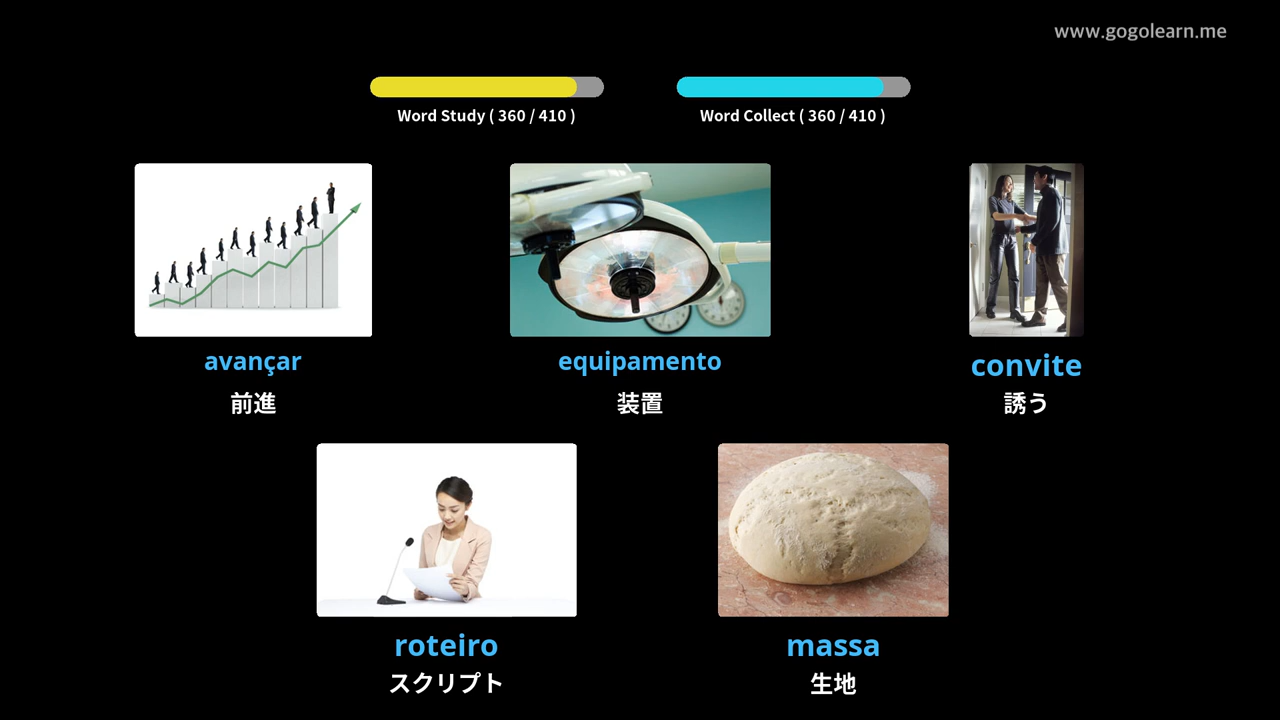 www.gogolearn.me
Word Study ( 360 / 410 )
Word Collect ( 360 / 410 )
avançar
前進
equipamento
装置
convite
誘う
roteiro
スクリプト
massa
生地